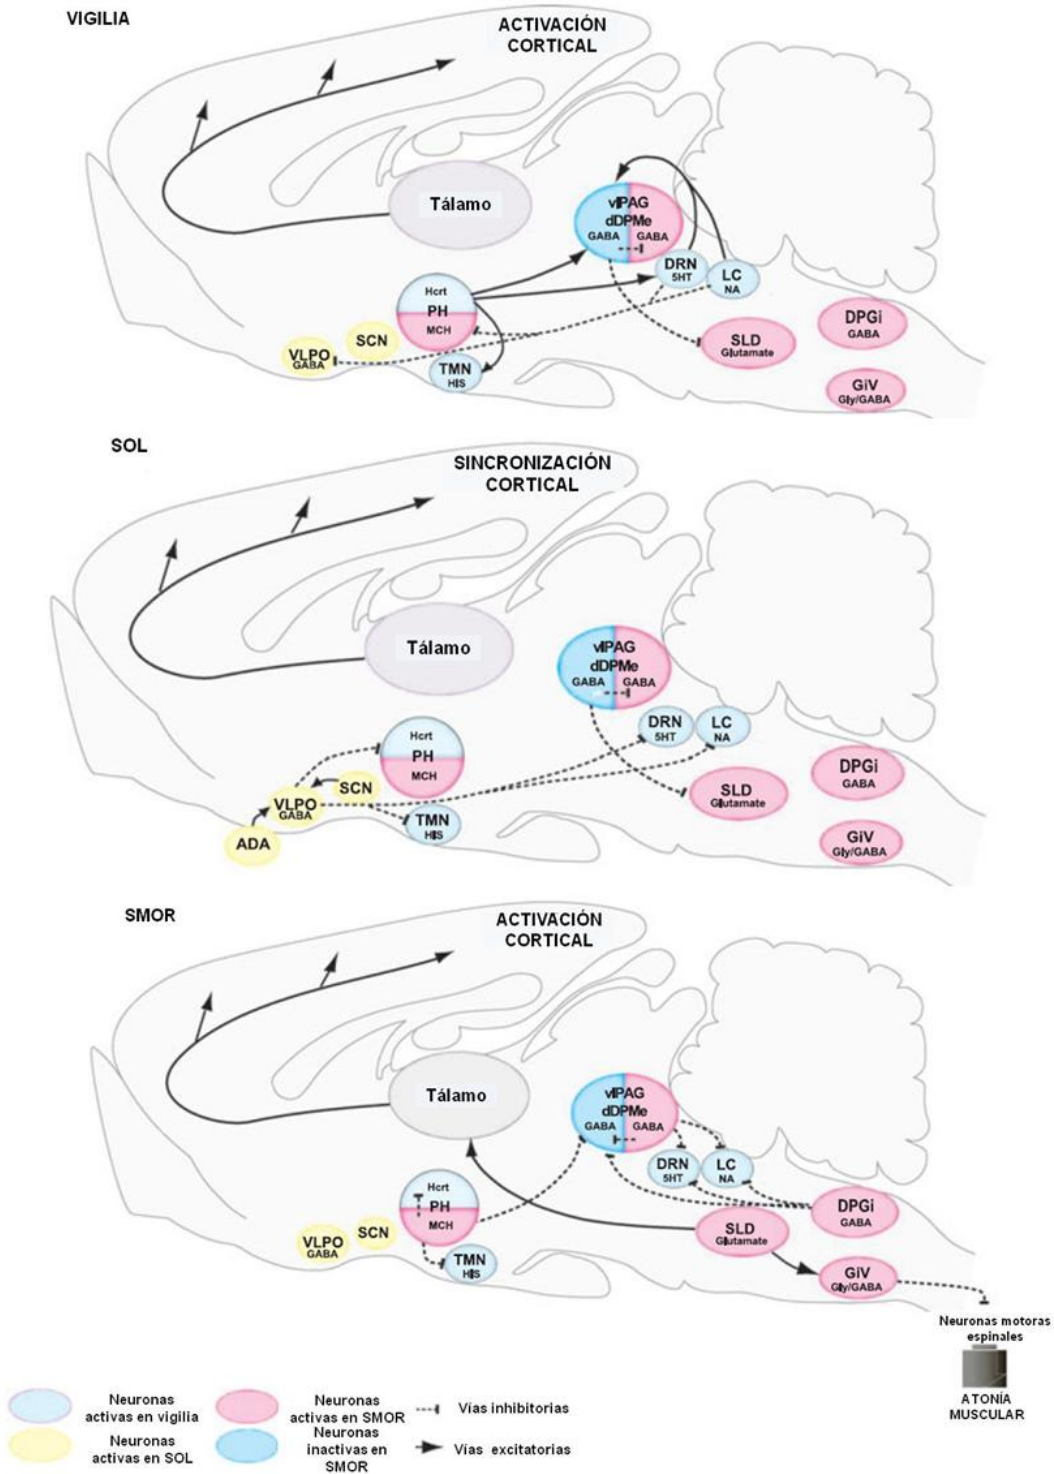 VIGILIA
ACTIVACIÓN
CORTICAL
Tálamo
vlPAG
dDPMe
GABA GABA
DRN
5HT
LC
NA
Hcrt
PH
MCH
SCN
VLPO
GABA
TMN
HIS
SLD
Glutamate
DPGi
GABA
GiV
Gly/GABA
SOL
SINCRONIZACIÓN
CORTICAL
Tálamo
vlPAG
dDPMe
GABA GABA
DRN
5HT
LC
NA
Hcrt
PH
MCH
SCN
VLPO
GABA
ADA
TMN
HIS
SLD
Glutamate
DPGi
GABA
GiV
Gly/GABA
SMOR
ACTIVACIÓN
CORTICAL
Tálamo
vlPAG
dDPMe
GABA GABA
DRN
5HT
LC
NA
Hcrt
PH
MCH
SCN
VLPO
GABA
TMN
HIS
SLD
Glutamate
DPGi
GABA
GiV
Gly/GABA
Neuronas motoras
espinales
ATONÍA
MUSCULAR
Neuronas
activas en vigilia
Neuronas
activas en SMOR
Vías inhibitorias
Neuronas
activas en SOL
Neuronas
inactivas en
SMOR
Vías excitatorias